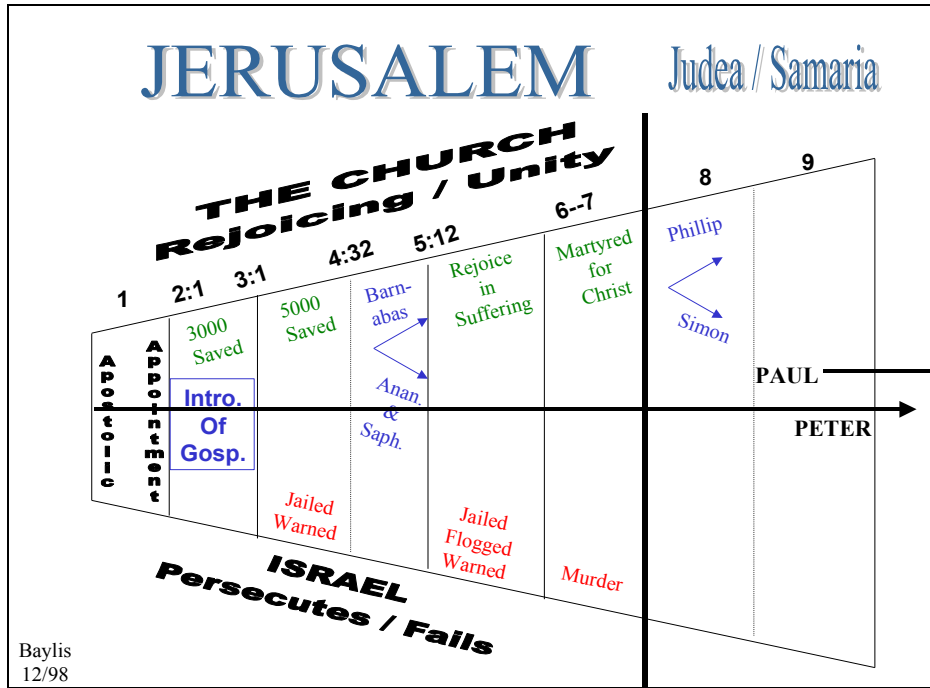 JERUSALEM
Judea / Samaria
THE CHURCH
Rejoicing / Unity
1
2:1
3:1
4:32
5:12
6--7
8
9
Apostolic
Appointment
3000
Saved
Intro.
Of
Gosp.
5000
Saved
Jailed
Warned
Barn-
abas
Anan.
&
Saph.
Rejoice
in
Suffering
Jailed
Flogged
Warned
Martyred
for
Christ
Murder
Phillip
Simon
PAUL
PETER
ISRAEL
Persecutes / Fails
Baylis
12/98